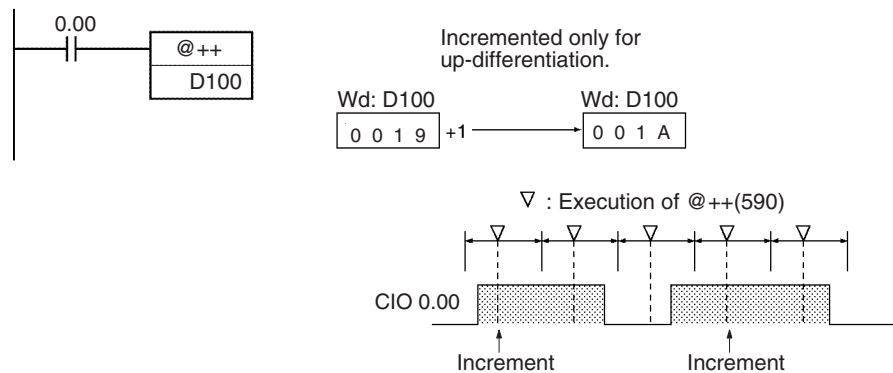 0.00
@++
D100
Incremented only for
up-differentiation.
Wd: D100
Wd: D100
0 0 1 9
+1
0 0 1 A
▽ : Execution of @++(590)
CIO 0.00
Increment
Increment